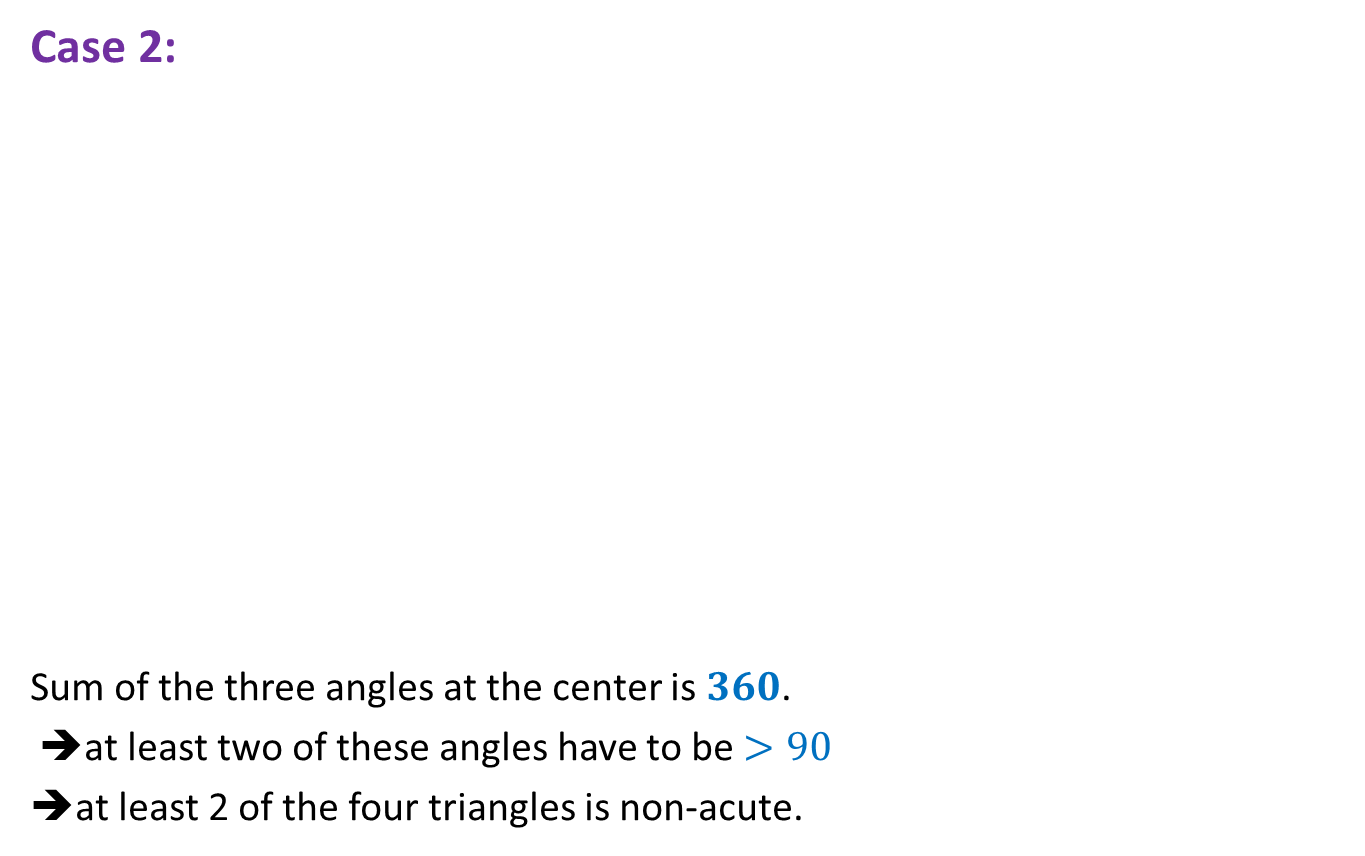 Case 2:
Sum of the three angles at the center is 360.
➔at least two of these angles have to be > 90
➔at least 2 of the four triangles is non-acute.